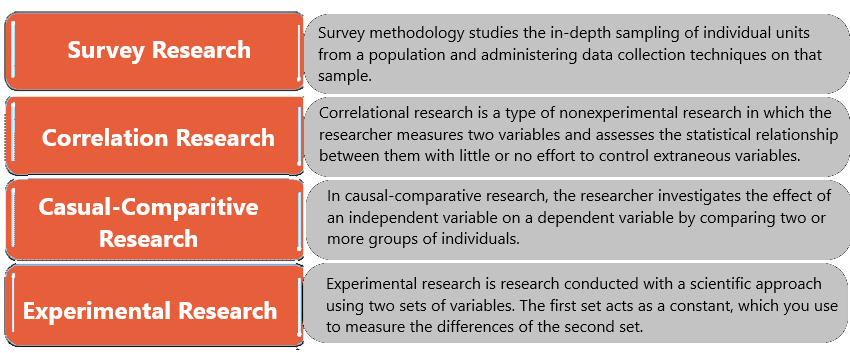 Survey Research
Survey methodology studies the in-depth sampling of individual units
from a population and administering data collection techniques on that
sample.
Correlation Research
Correlational research is a type of nonexperimental research in which the
researcher measures two variables and assesses the statistical relationship
between them with little or no effort to control extraneous variables.
Casual-Comparitive
Research
In causal-comparative research, the researcher investigates the effect of
an independent variable on a dependent variable by comparing two or
more groups of individuals.
Experimental Research
Experimental research is research conducted with a scientific approach
using two sets of variables. The first set acts as a constant, which you use
to measure the differences of the second set.